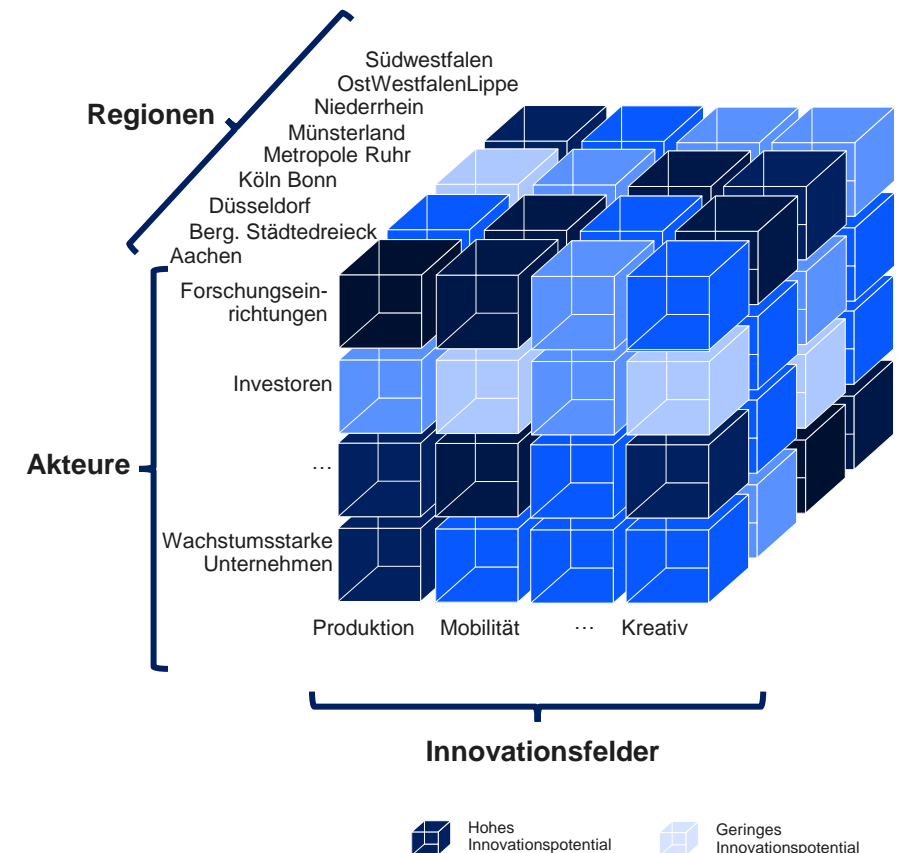 Regionen
Südwestfalen
OstWestfalenLippe
Niederrhein
Münsterland
Metropole Ruhr
Köln Bonn
Düsseldorf
Berg. Städtedreieck
Aachen
Akteure
Forschungsein-
richtungen
Investoren
...
Wachstumsstarke
Unternehmen
Produktion Mobilität ... Kreativ
Innovationsfelder
Hohes
Innovationspotential
Geringes
Innovationspotential